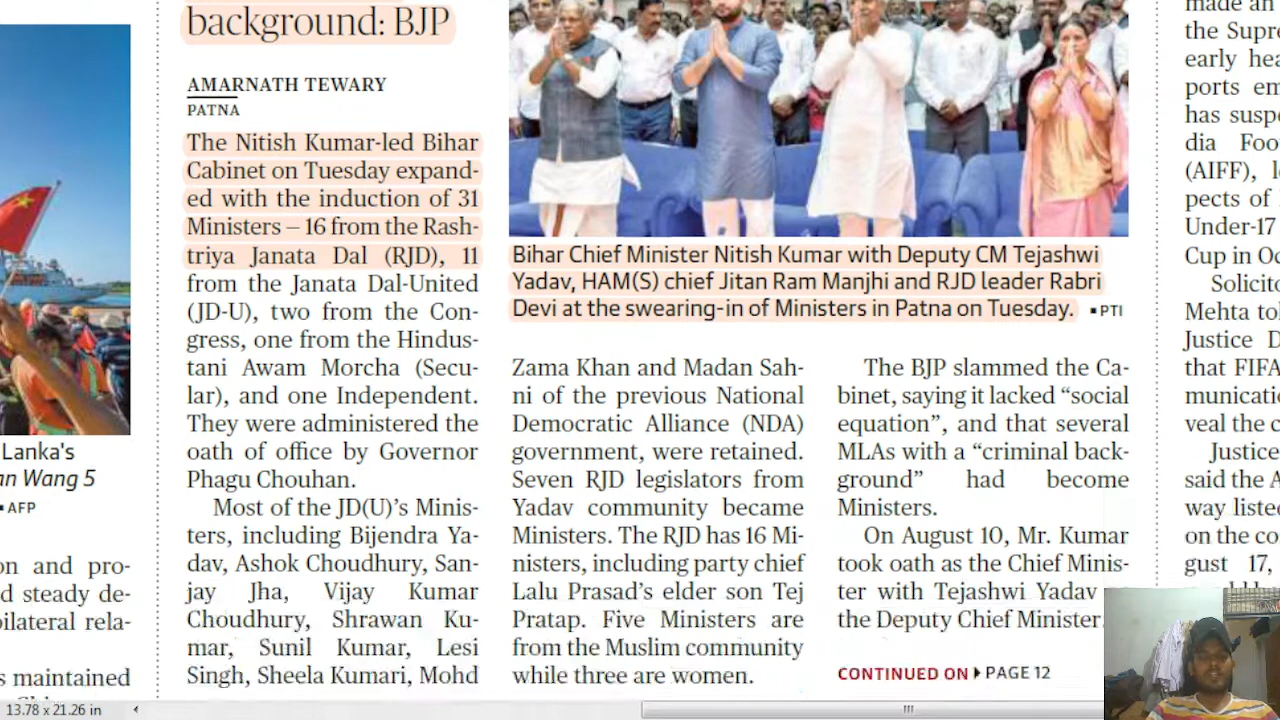 background: BJP
AMARNATH TEWARY
PATNA
The Nitish Kumar-led Bihar
Cabinet on Tuesday expand-
ed with the induction of 31
Ministers – 16 from the Rash-
triya Janata Dal (RJD), 11
from the Janata Dal-United
(JD-U), two from the Con-
gress, one from the Hindus-
tani Awam Morcha (Secu-
lar), and one Independent.
They were administered the
oath of office by Governor
Phagu Chouhan.
Most of the JD(U)'s Minis-
ters, including Bijendra Ya-
dav, Ashok Choudhury, San-
jay Jha, Vijay Kumar
Choudhury, Shrawan Ku-
mar, Sunil Kumar, Lesi
Singh, Sheela Kumari, Mohd
Bihar Chief Minister Nitish Kumar with Deputy CM Tejashwi
Yadav, HAM(S) chief Jitan Ram Manjhi and RJD leader Rabri
Devi at the swearing-in of Ministers in Patna on Tuesday. ▪PTI
Zama Khan and Madan Sah-
ni of the previous National
Democratic Alliance (NDA)
government, were retained.
Seven RJD legislators from
Yadav community became
Ministers. The RJD has 16 Mi-
nisters, including party chief
Lalu Prasad's elder son Tej
Pratap. Five Ministers are
from the Muslim community
while three are women.
The BJP slammed the Ca-
binet, saying it lacked “social
equation”, and that several
MLAs with a “criminal back-
ground” had become
Ministers.
On August 10, Mr. Kumar
took oath as the Chief Minis-
ter with Tejashwi Yadav
the Deputy Chief Minister.
CONTINUED ON PAGE 12
Lanka's
an Wang 5
▪AFP
on and pro-
d steady de-
ilateral rela-
s maintained
made an
the Supre
early hea
ports em
has susp
dia Foo
(AIFF), l
pects of
Under-17
Cup in Oc
Solicito
Mehta tol
Justice D
that FIFA
municatio
veal the c
Justice
said the A
way liste
on the co
gust 17,
13.78 x 21.26 in